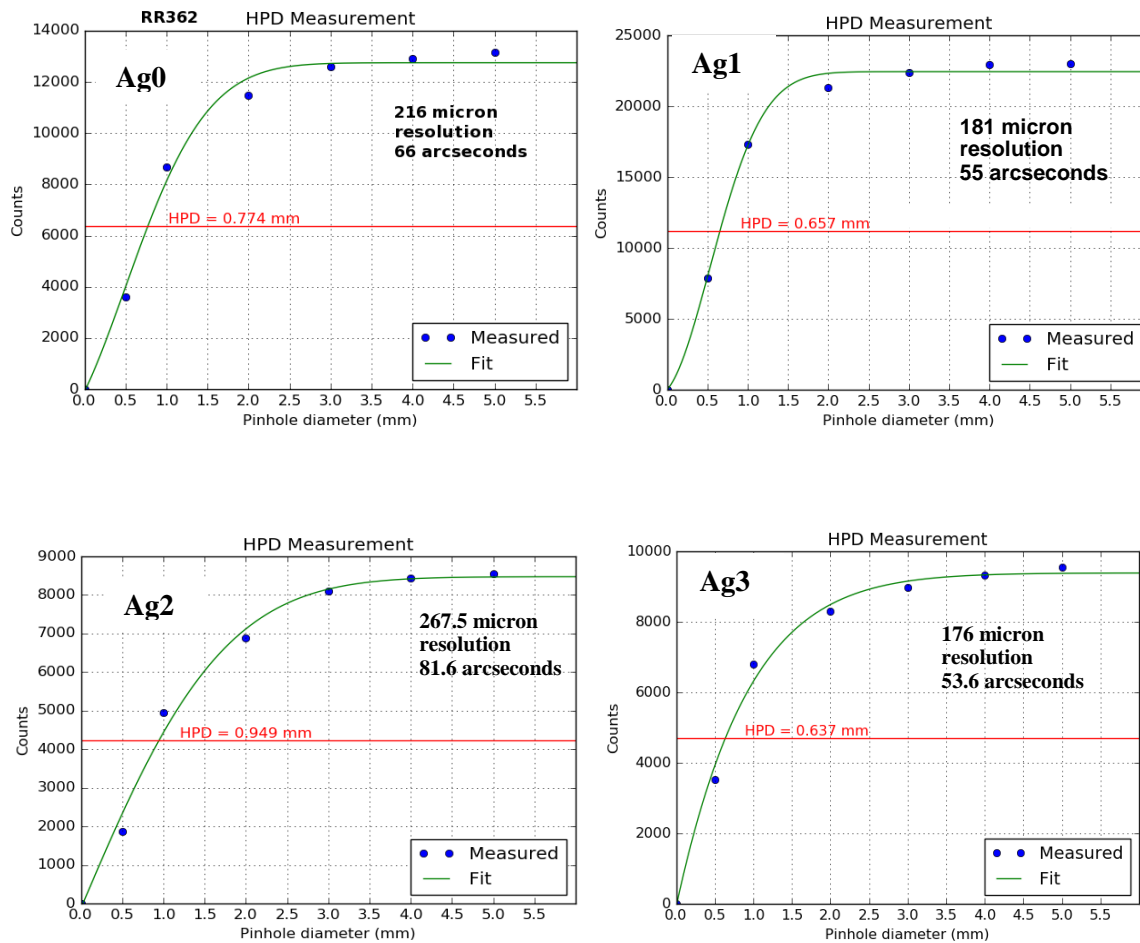 RR362
HPD Measurement
Ag0
216 micron
resolution
66 arcseconds
HPD = 0.774 mm
Measured
Fit
Counts
14000
12000
10000
8000
6000
4000
2000
0
0.0 0.5 1.0 1.5 2.0 2.5 3.0 3.5 4.0 4.5 5.0 5.5
Pinhole diameter (mm)
HPD Measurement
Ag1
181 micron
resolution
55 arcseconds
HPD = 0.657 mm
Measured
Fit
Counts
25000
20000
15000
10000
5000
0
0.0 0.5 1.0 1.5 2.0 2.5 3.0 3.5 4.0 4.5 5.0 5.5
Pinhole diameter (mm)
HPD Measurement
Ag2
267.5 micron
resolution
81.6 arcseconds
HPD = 0.949 mm
Measured
Fit
Counts
9000
8000
7000
6000
5000
4000
3000
2000
1000
0
0.0 0.5 1.0 1.5 2.0 2.5 3.0 3.5 4.0 4.5 5.0 5.5
Pinhole diameter (mm)
HPD Measurement
Ag3
176 micron
resolution
53.6 arcseconds
HPD = 0.637 mm
Measured
Fit
Counts
10000
8000
6000
4000
2000
0
0.0 0.5 1.0 1.5 2.0 2.5 3.0 3.5 4.0 4.5 5.0 5.5
Pinhole diameter (mm)